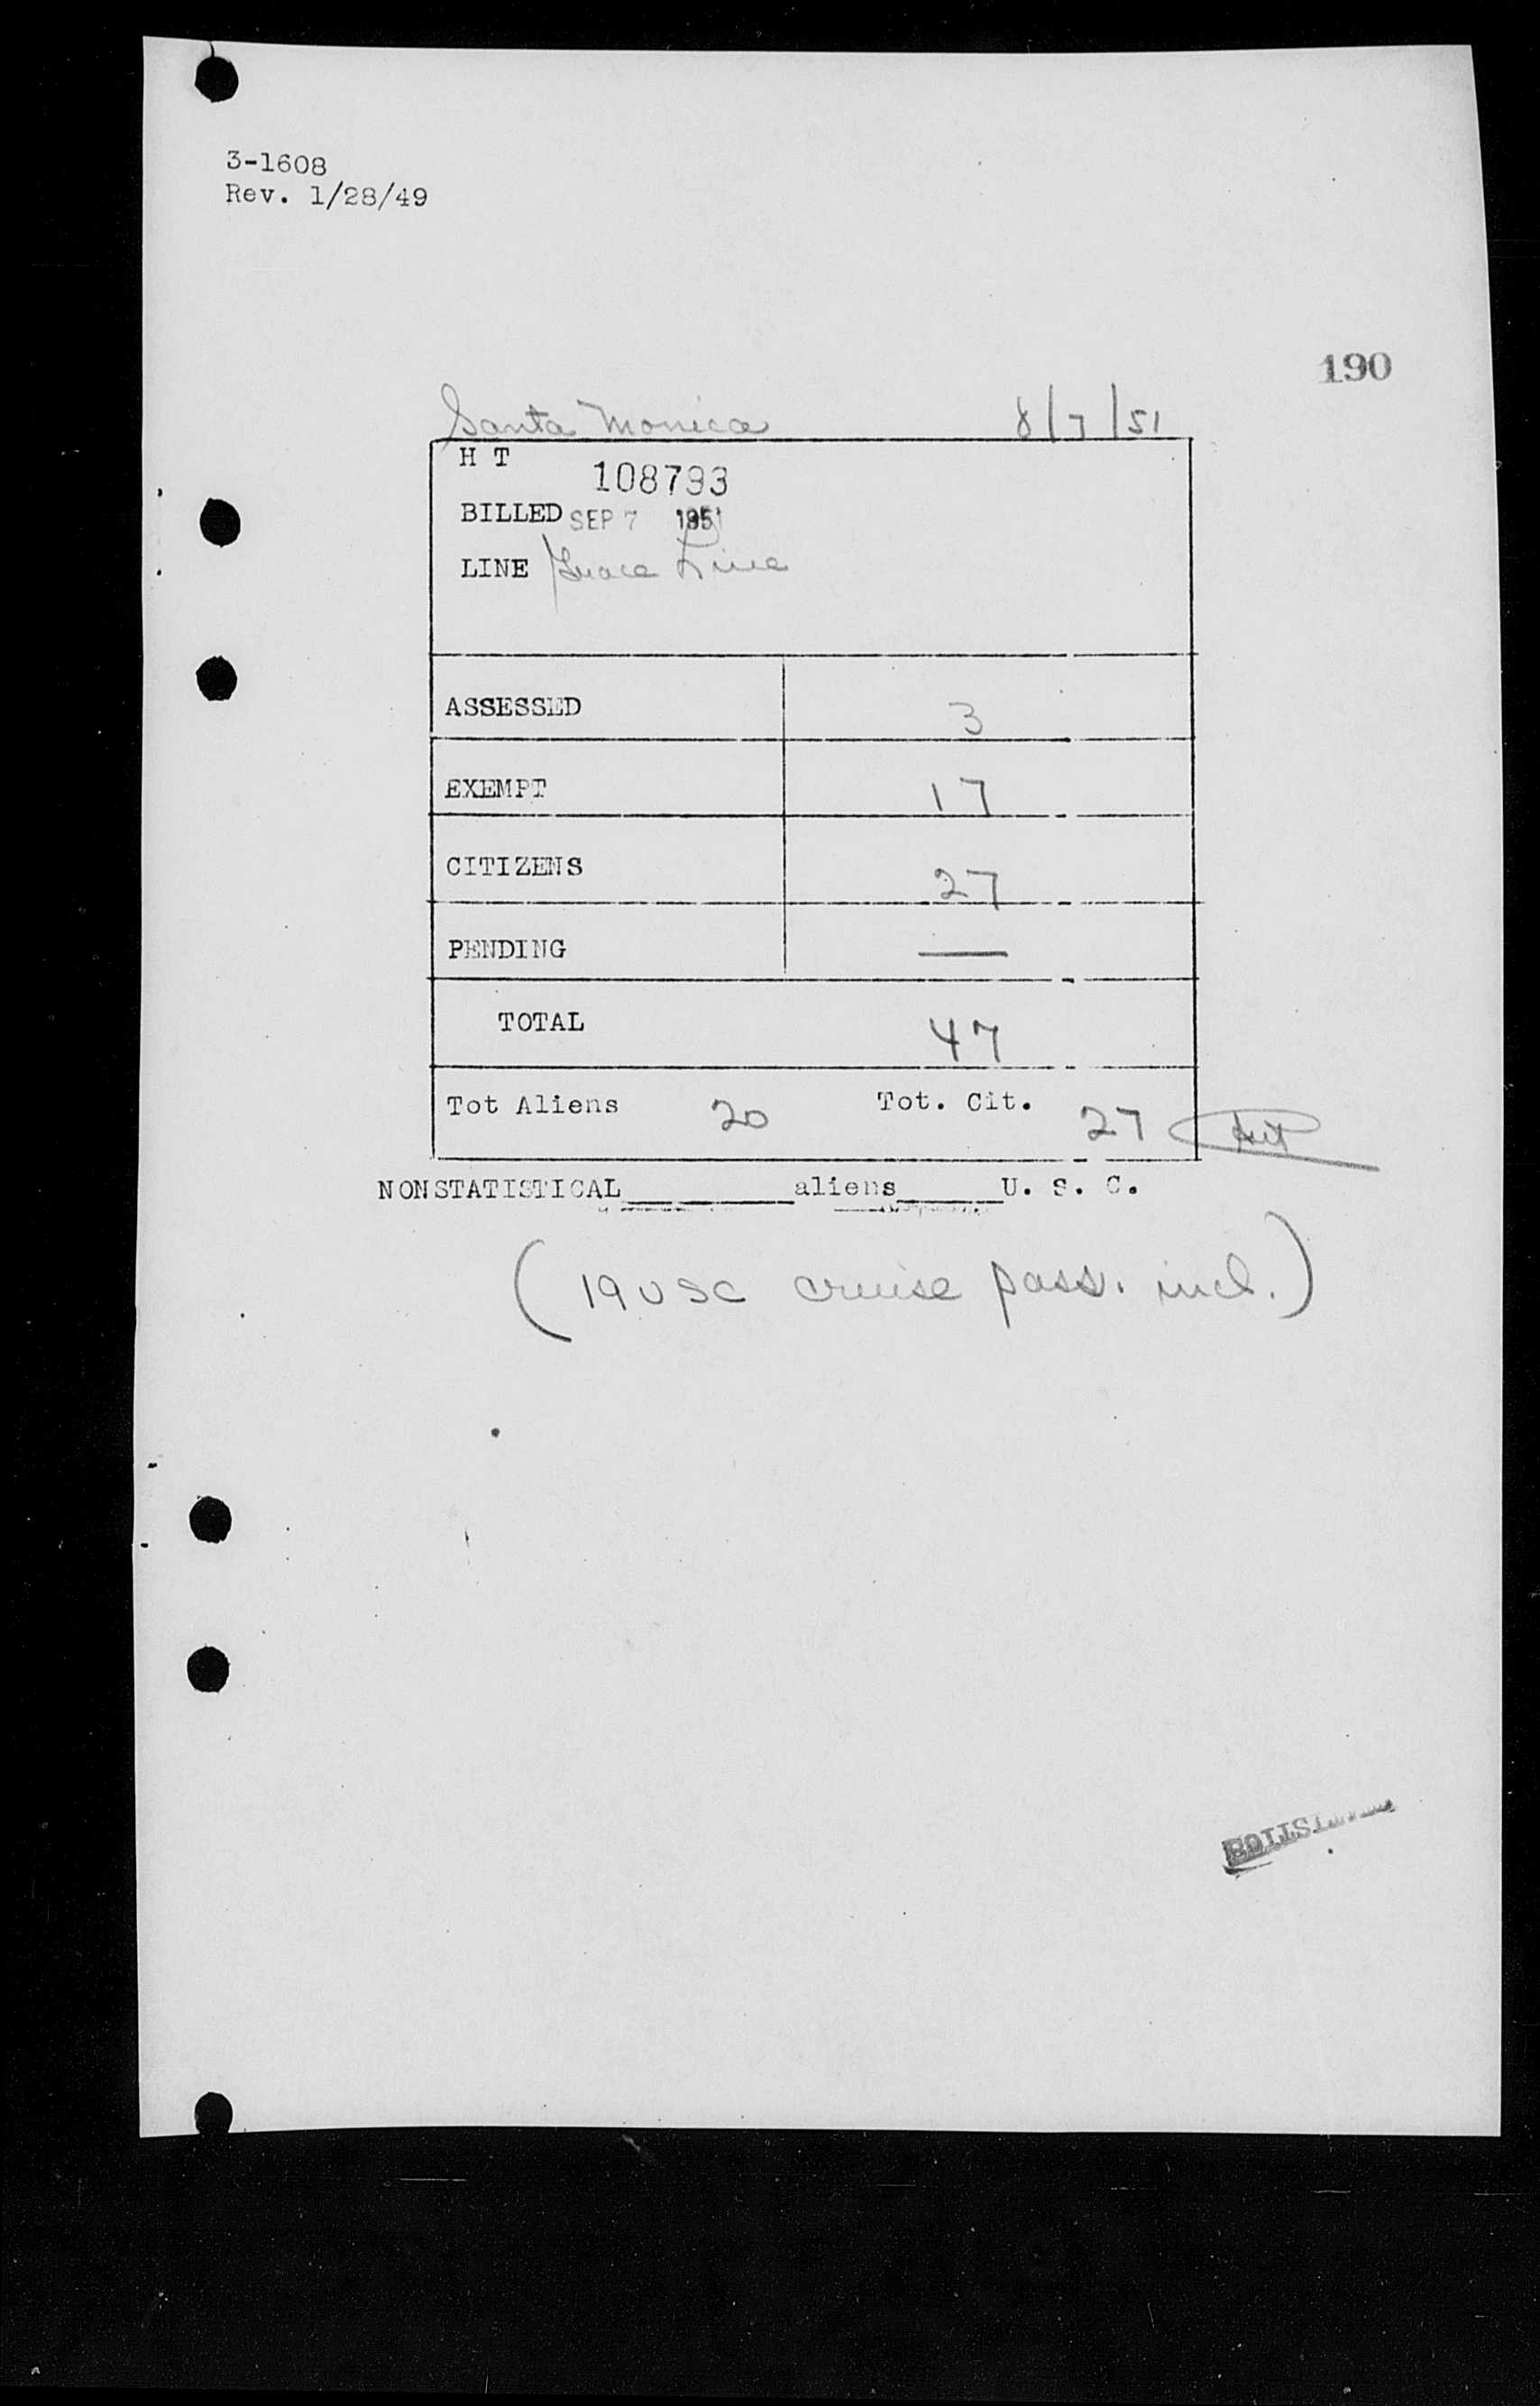 3-1608
Rev. 1/28/49
190
Santa Monica 8/7/51
H T 108793
BILLED SEP 7 1951
LINE Grace Line
ASSESSED 3
EXEMPT 17
CITIZENS 27
PENDING —
TOTAL 47
Tot Aliens 20 Tot. Cit. 27
NONSTATISTICAL__________aliens______U. S. C.
(19 USC cruise pass. incl.)